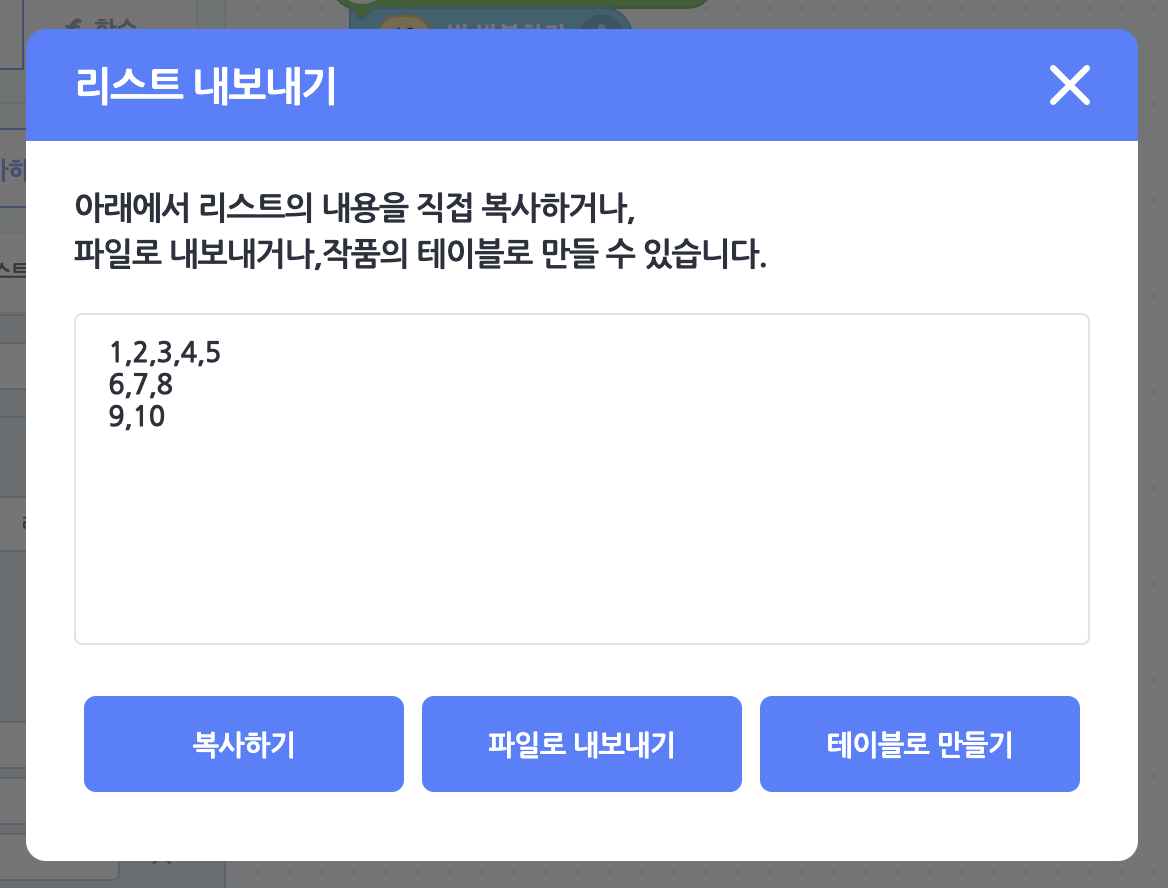 리스트 내보내기
아래에서 리스트의 내용을 직접 복사하거나,
파일로 내보내거나,작품의 테이블로 만들 수 있습니다.
1,2,3,4,5
6,7,8
9,10
복사하기
파일로 내보내기
테이블로 만들기